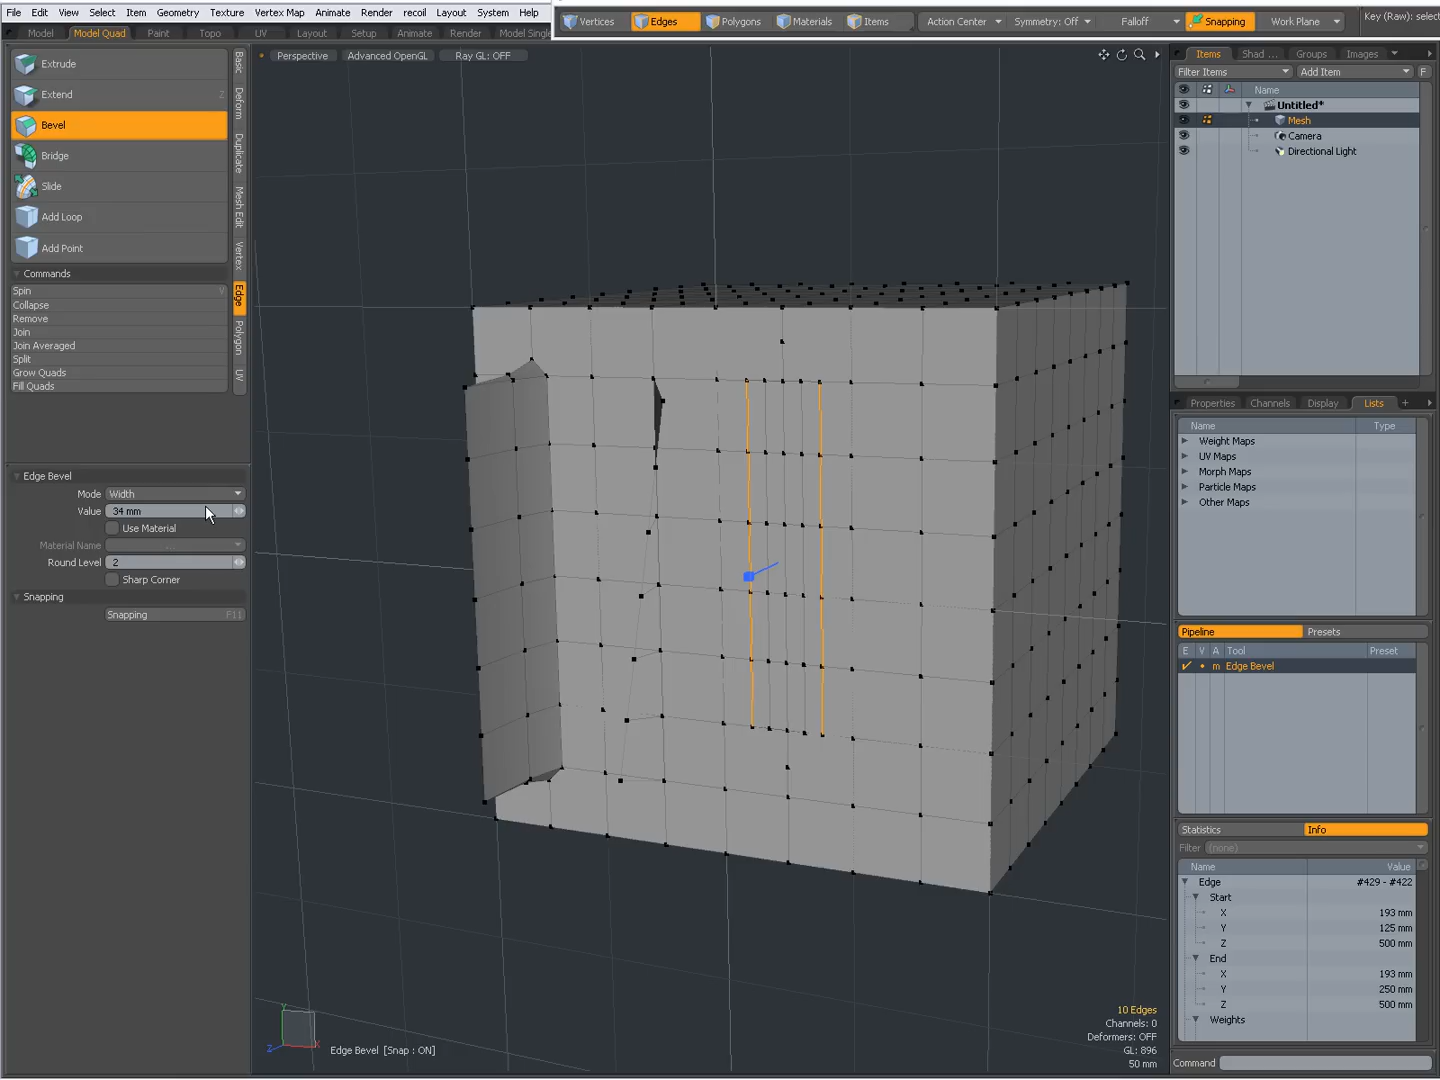 File Edit View Select Item Geometry Texture Vertex Map Animate Render recoil Layout System Help
Vertices Edges Polygons Materials Items Action Center Symmetry: Off Falloff Snapping Work Plane Key (Raw): select
Model Model Quad Paint Topo UV Layout Setup Animate Render Model Single
Extrude
Extend Z
Bevel
Bridge
Slide
Add Loop
Add Point
Commands
Spin V
Collapse
Remove
Join
Join Averaged
Split
Grow Quads
Fill Quads
Basic
Deform
Duplicate
Mesh Edit
Vertex
Edge
Polygon
UV
Edge Bevel
Mode Width
Value 34 mm
Use Material
Material Name ...
Round Level 2
Sharp Corner
Snapping
Snapping F11
Perspective Advanced OpenGL Ray GL: OFF
Y
Z X
Edge Bevel [Snap : ON]
10 Edges
Channels: 0
Deformers: OFF
GL: 896
50 mm
Items Shad ... Groups Images
Filter Items Add Item F
Name
Untitled*
Mesh
Camera
Directional Light
Properties Channels Display Lists +
Name Type
Weight Maps
UV Maps
Morph Maps
Particle Maps
Other Maps
Pipeline Presets
E V A Tool Preset
m Edge Bevel
Statistics Info
Filter (none)
Name Value
Edge #429 - #422
Start
X 193 mm
Y 125 mm
Z 500 mm
End
X 193 mm
Y 250 mm
Z 500 mm
Weights
Command